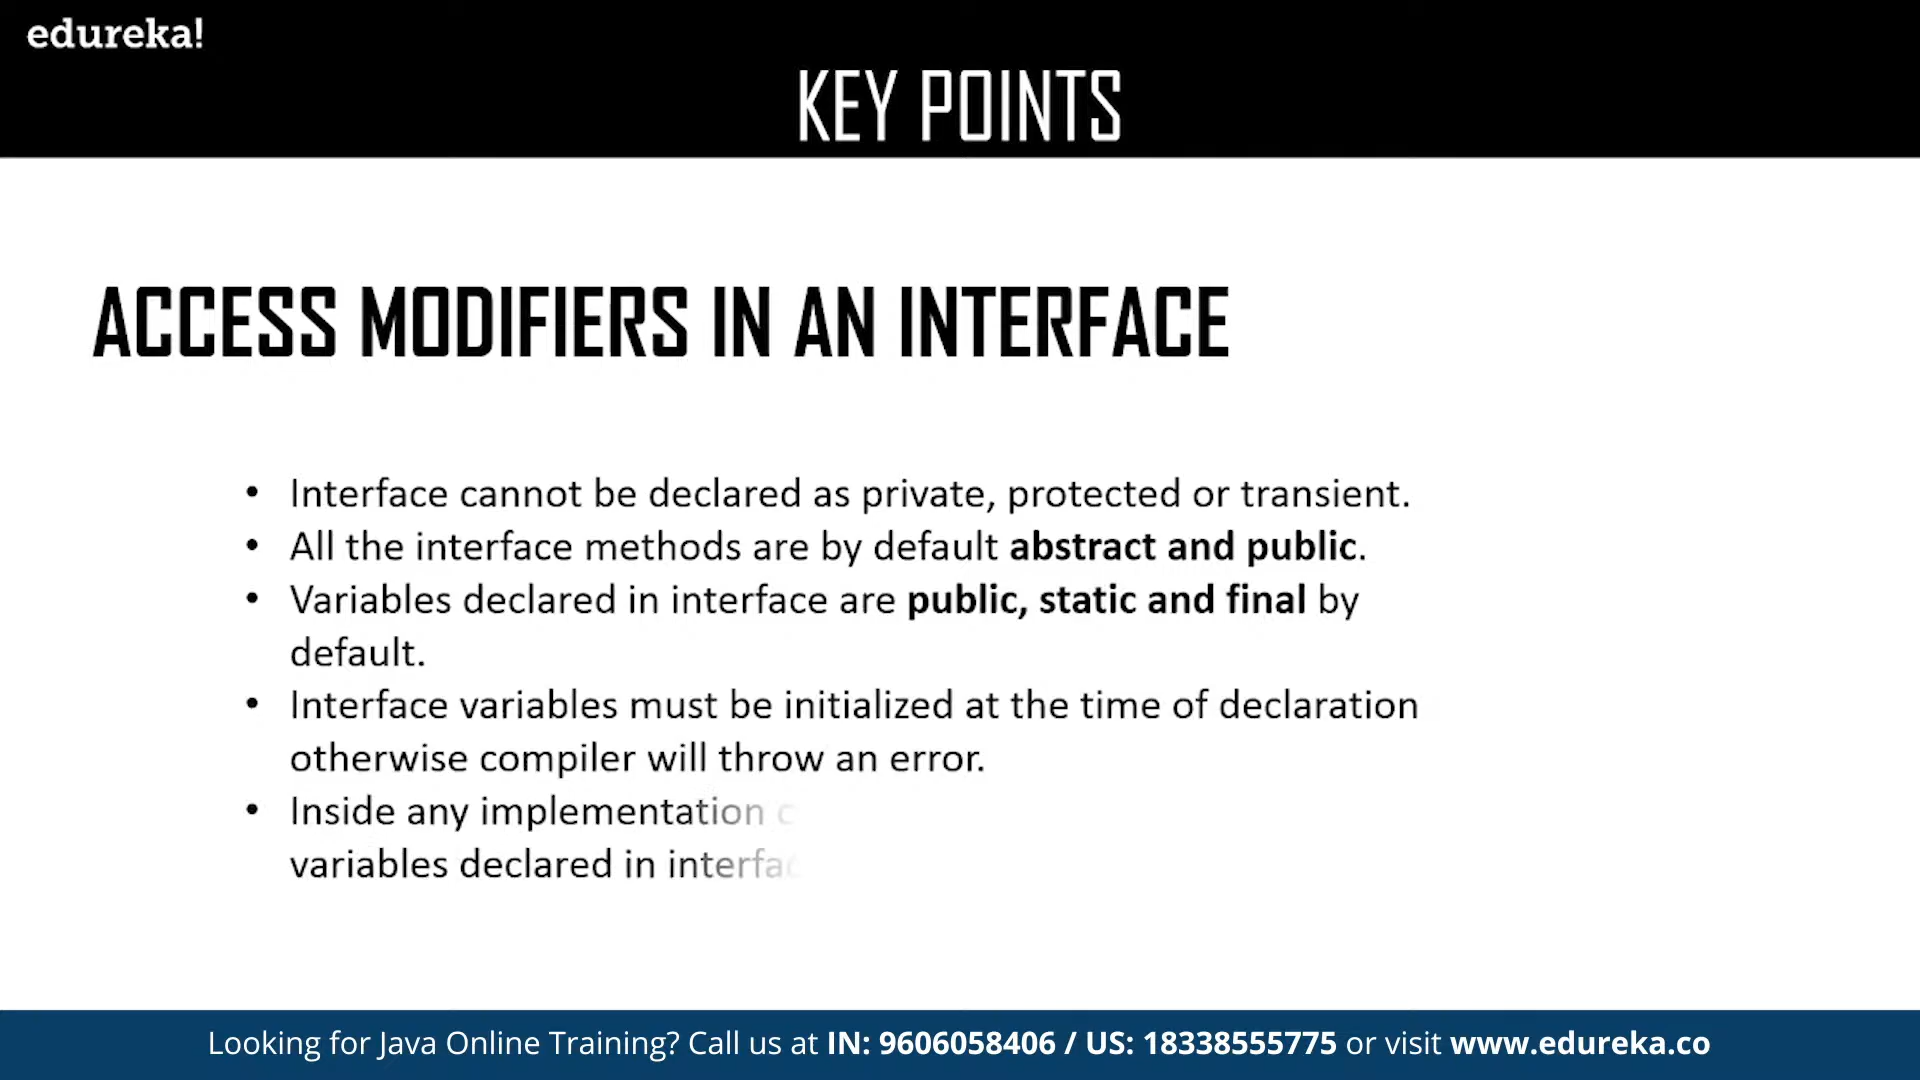 edureka!
KEY POINTS
ACCESS MODIFIERS IN AN INTERFACE
• Interface cannot be declared as private, protected or transient.
• All the interface methods are by default abstract and public.
• Variables declared in interface are public, static and final by
default.
• Interface variables must be initialized at the time of declaration
otherwise compiler will throw an error.
• Inside any implementation
variables declared in
Looking for Java Online Training? Call us at IN: 9606058406 / US: 18338555775 or visit www.edureka.co